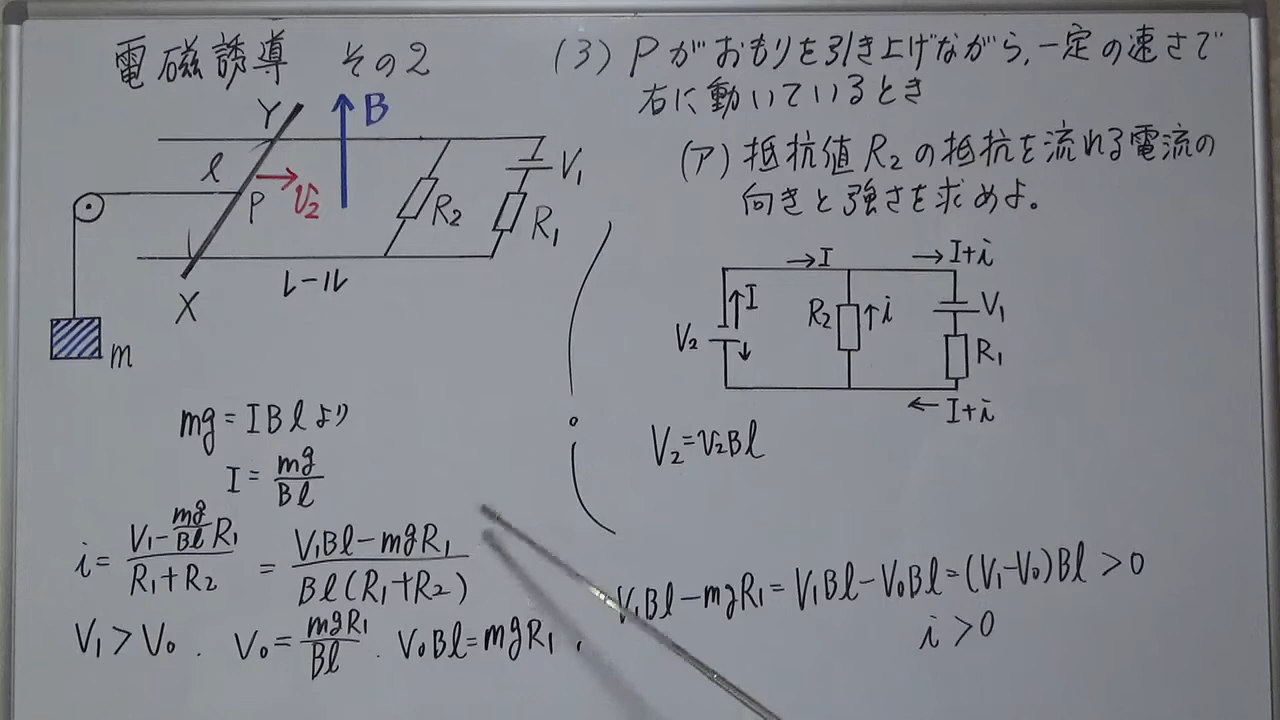 電磁誘導 その2
Y
B
l
P
v2
R2
V1
R1
レール
X
m
(3) Pがおもりを引き上げながら、一定の速さで
右に動いているとき
(ア) 抵抗値R2の抵抗を流れる電流の
向きと強さを求めよ。
→I
→I+i
V2
↑I
R2
↑i
V1
R1
←I+i
V2=v2Bl
mg=IBlより
I=mg/Bl
i=(V1-(mg/Bl)R1)/(R1+R2) = (V1Bl-mgR1)/(Bl(R1+R2))
V1>V0. V0=mgR1/Bl. V0Bl=mgR1,
V1Bl-mgR1=V1Bl-V0Bl=(V1-V0)Bl>0
i>0